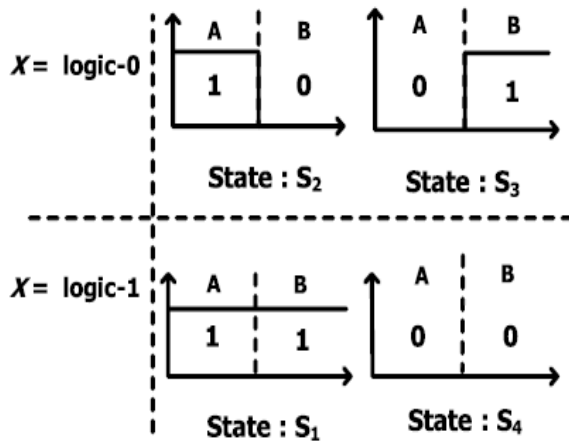 A B A B
X = logic-0
1 0 0 1
State : S₂ State : S₃
X = logic-1
A B A B
1 1 0 0
State : S₁ State : S₄